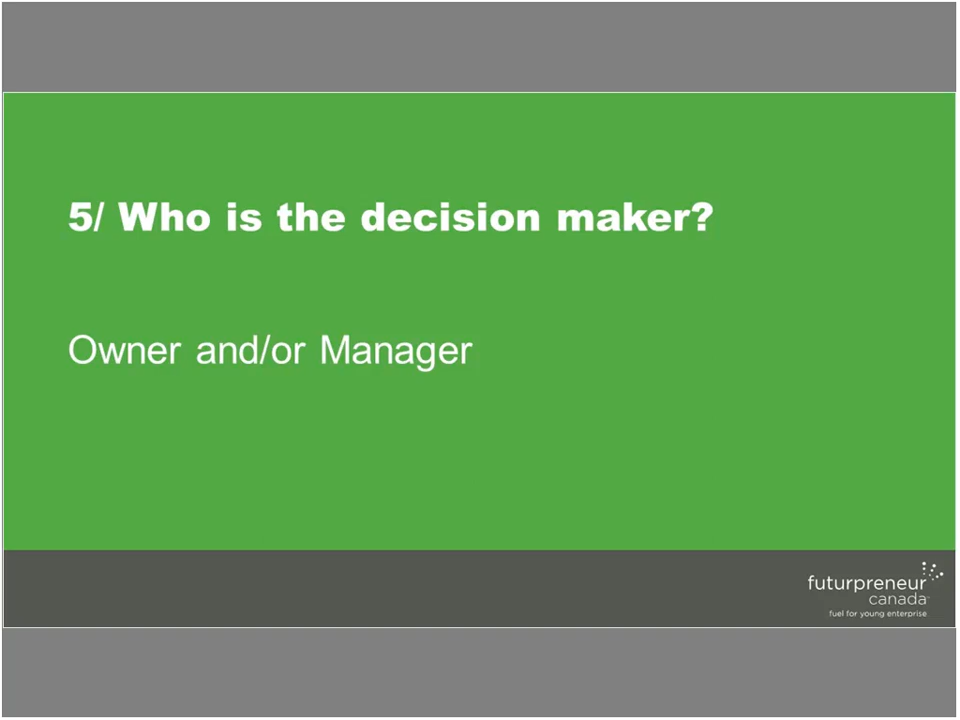 5/ Who is the decision maker?
Owner and/or Manager
futurpreneur
canada
fuel for young enterprise